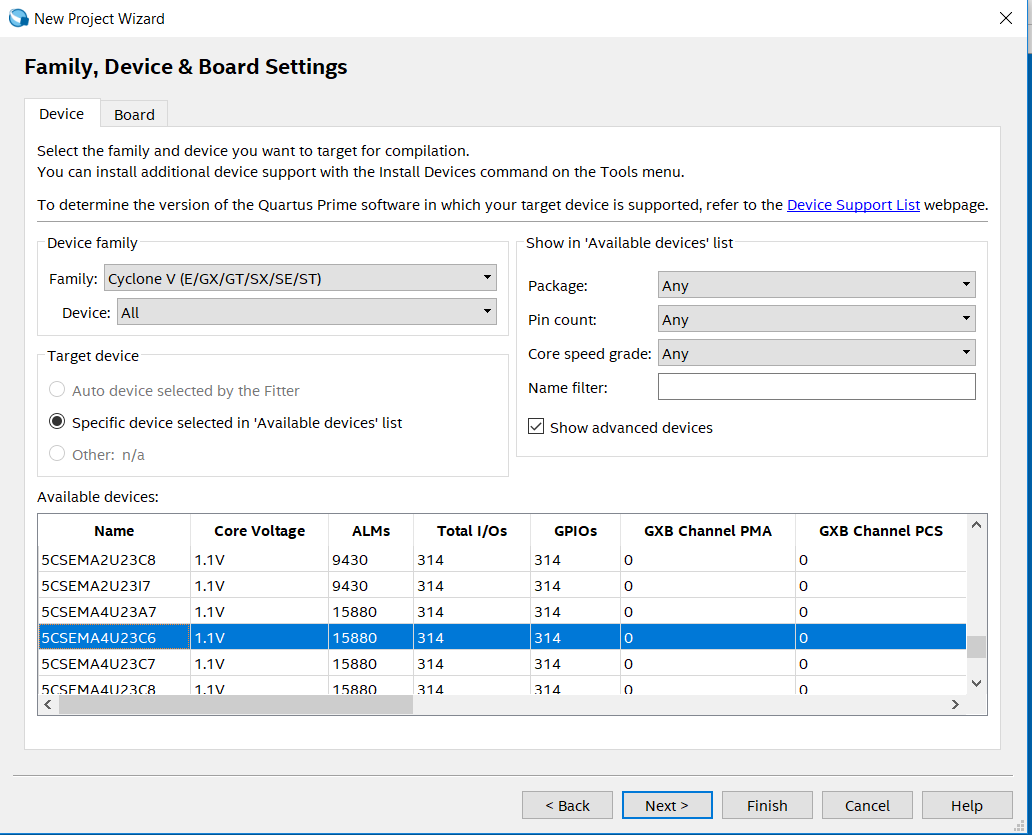 New Project Wizard
Family, Device & Board Settings
Device Board
Select the family and device you want to target for compilation.
You can install additional device support with the Install Devices command on the Tools menu.
To determine the version of the Quartus Prime software in which your target device is supported, refer to the Device Support List webpage.
Device family
Family: Cyclone V (E/GX/GT/SX/SE/ST)
Device: All
Target device
Auto device selected by the Fitter
Specific device selected in 'Available devices' list
Other: n/a
Show in 'Available devices' list
Package: Any
Pin count: Any
Core speed grade: Any
Name filter:
Show advanced devices
Available devices:
Name Core Voltage ALMs Total I/Os GPIOs GXB Channel PMA GXB Channel PCS
5CSEMA2U23C8 1.1V 9430 314 314 0 0
5CSEMA2U23I7 1.1V 9430 314 314 0 0
5CSEMA4U23A7 1.1V 15880 314 314 0 0
5CSEMA4U23C6 1.1V 15880 314 314 0 0
5CSEMA4U23C7 1.1V 15880 314 314 0 0
5CSEMA4U23C8 1.1V 15880 314 314 0 0
< Back Next > Finish Cancel Help